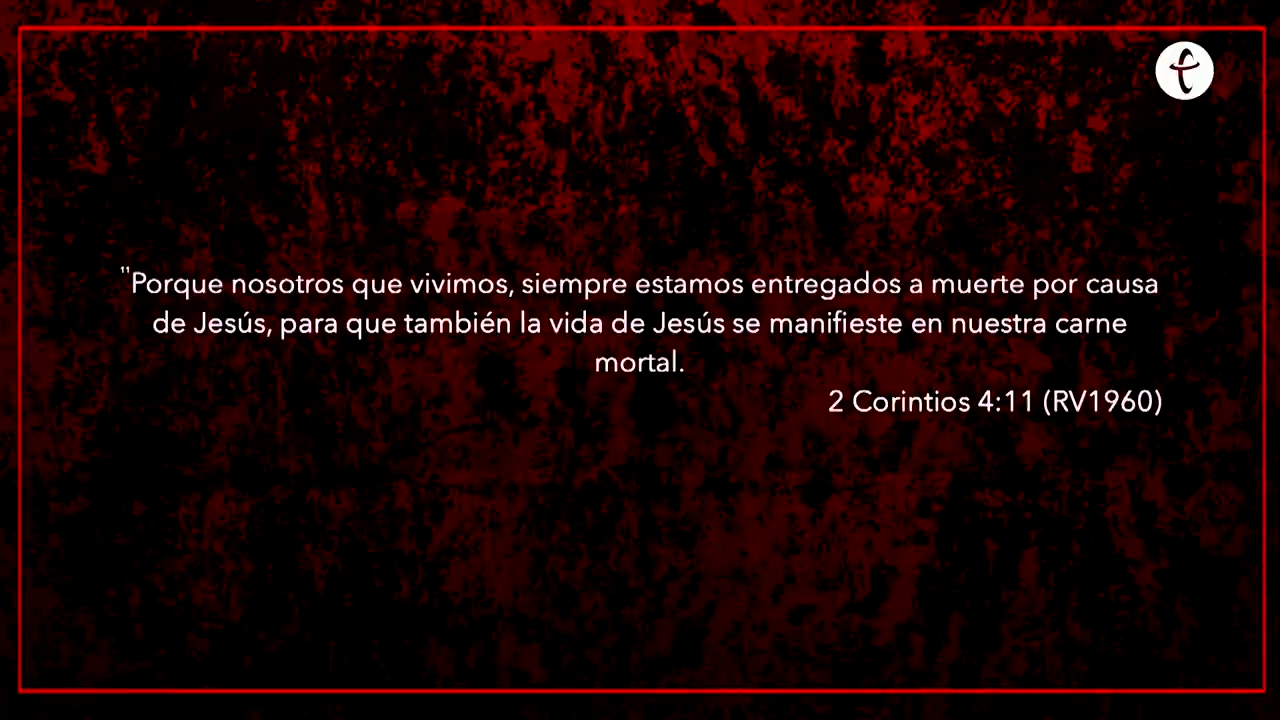 "Porque nosotros que vivimos, siempre estamos entregados a muerte por causa
de Jesús, para que también la vida de Jesús se manifieste en nuestra carne
mortal.
2 Corintios 4:11 (RV1960)